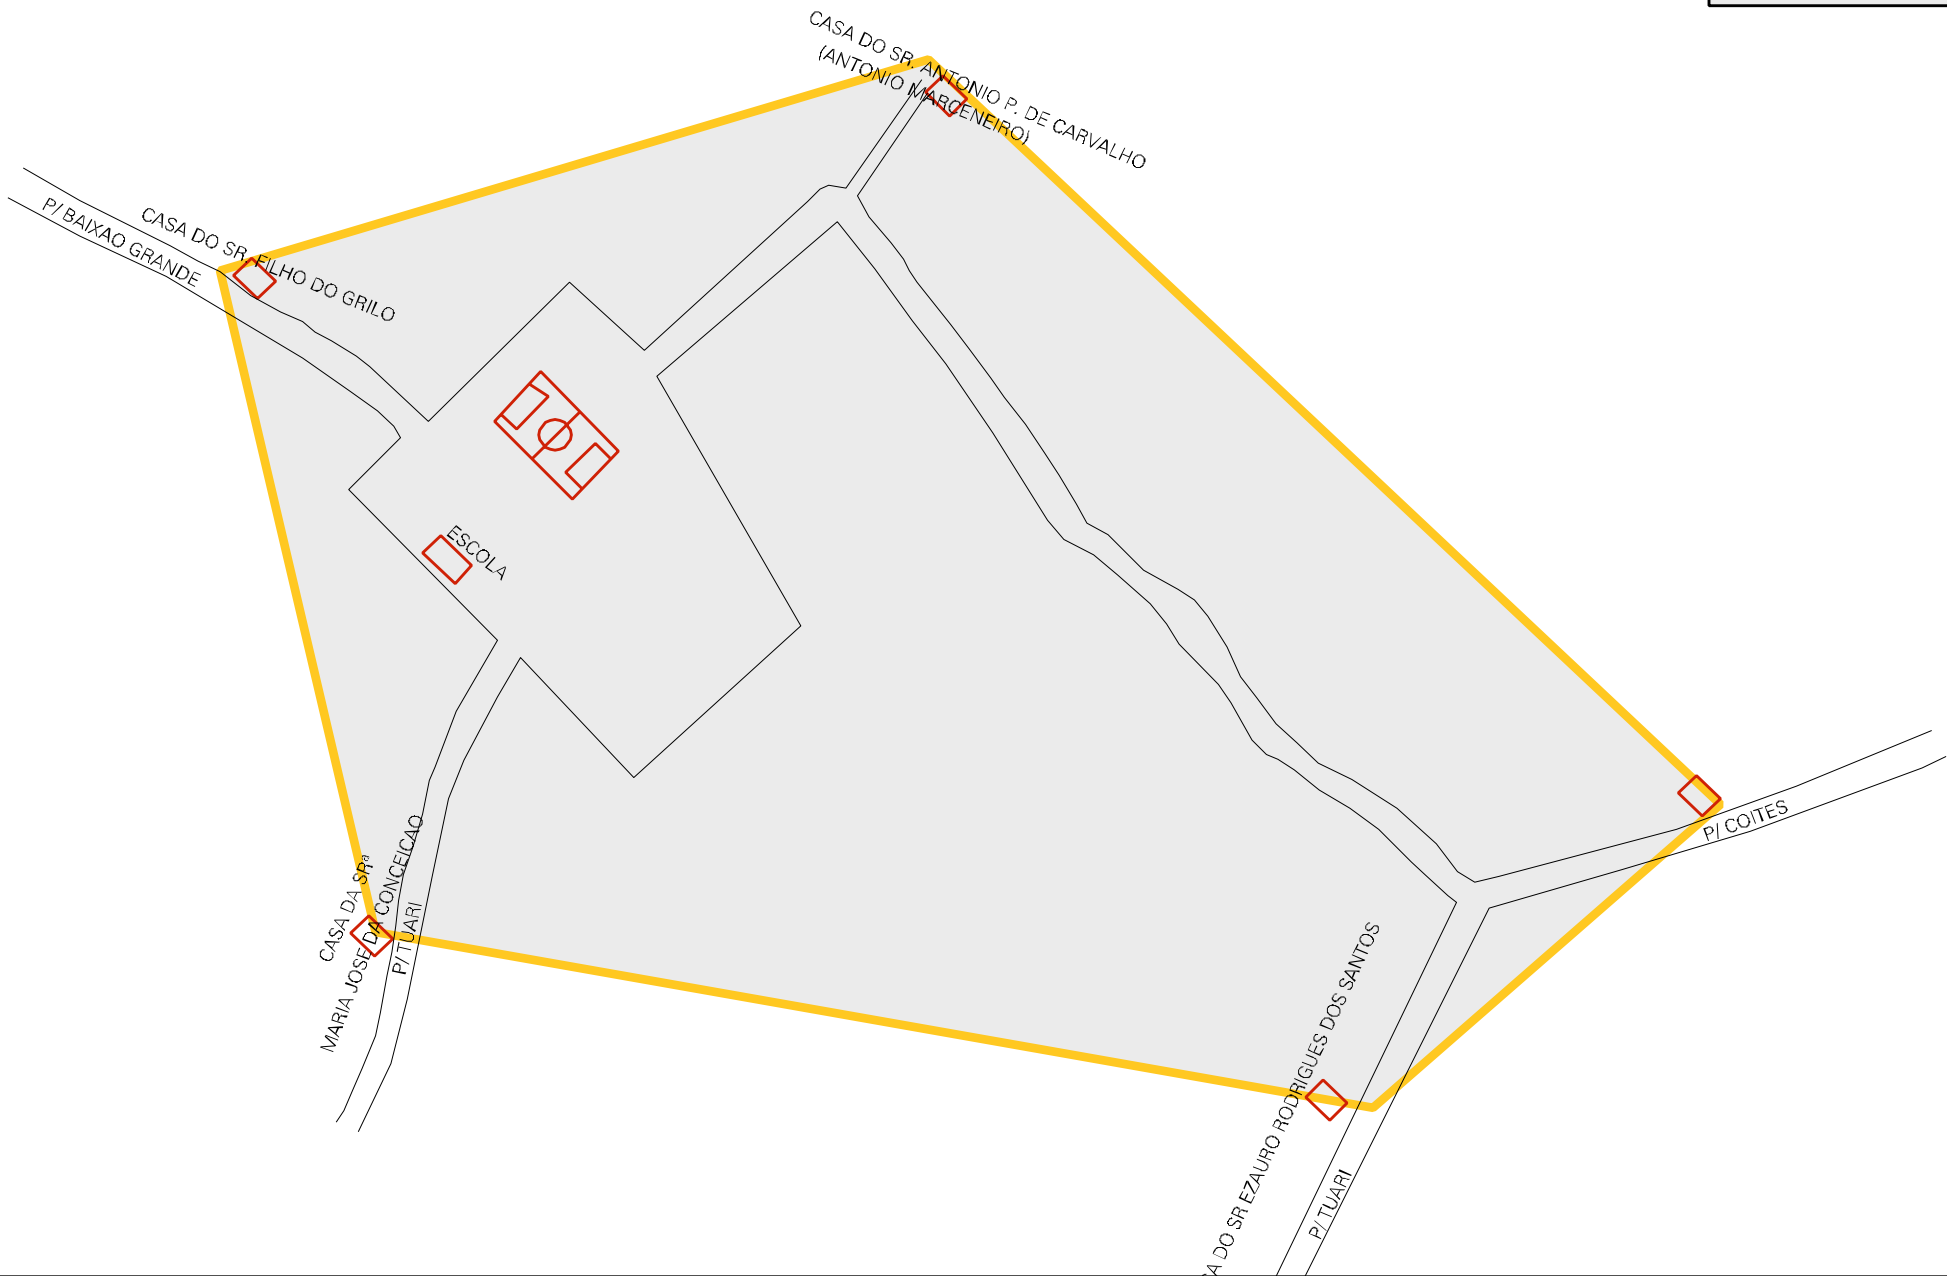 CASA DO SR. ANTONIO P. DE CARVALHO
(ANTONIO MARCENEIRO)
CASA DO SR. FILHO DO GRILO
P/ BAIXAO GRANDE
ESCOLA
P/ COITES
CASA DA SRª
MARIA JOSE DA CONCEICAO
P/ TUARI
DO SR EZAURO RODRIGUES DOS SANTOS
P/ TUARI